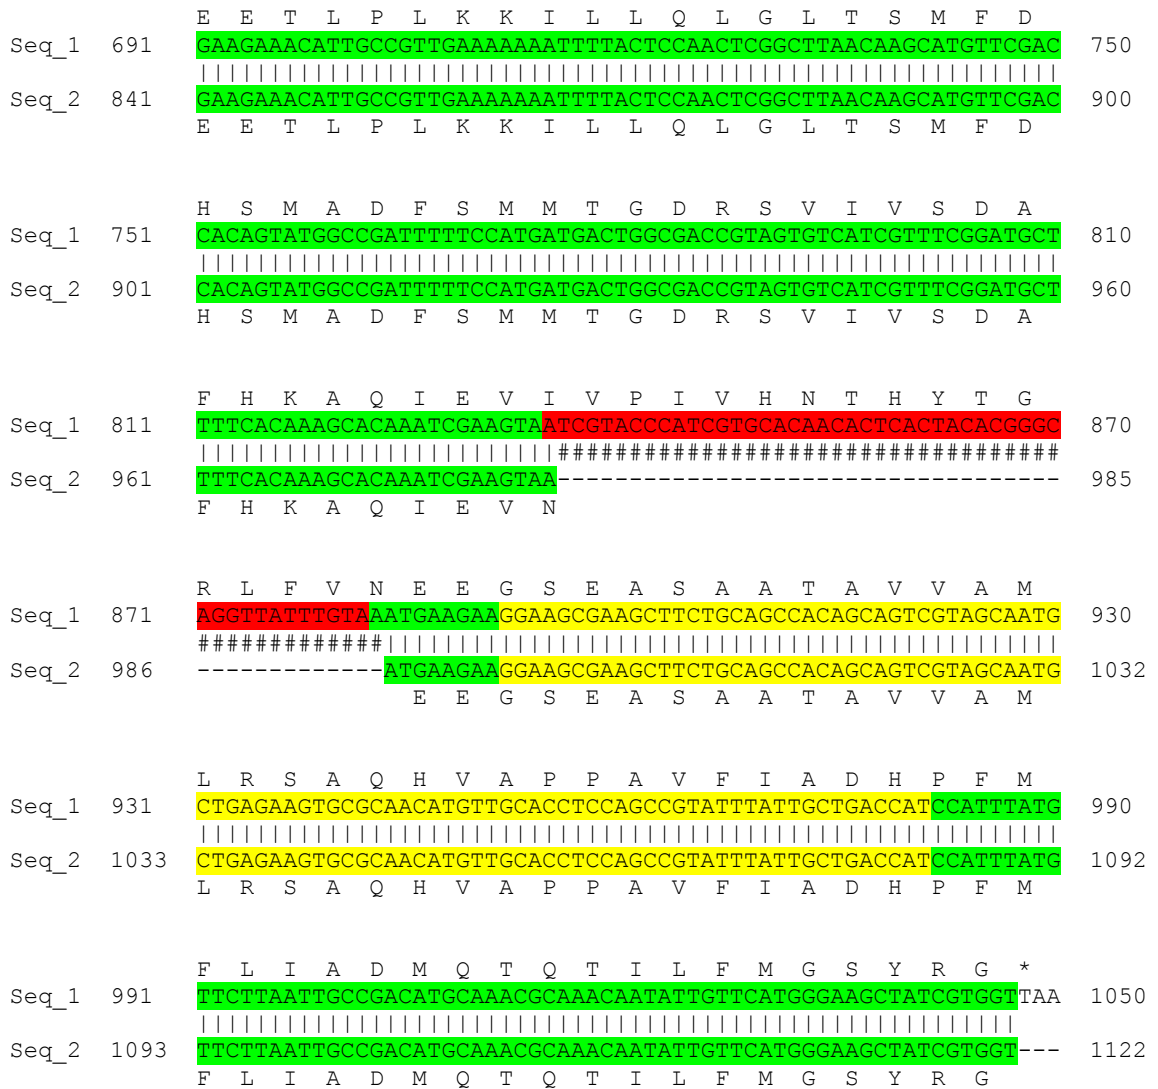 E E T L P L K K I L L Q L G L T S M F D
Seq_1 691 GAAGAAACATTGCCGTTGAAAAAAATTTTACTCCAACTCGGCTTAACAAGCATGTTCGAC 750
||||||||||||||||||||||||||||||||||||||||||||||||||||||||||||
Seq_2 841 GAAGAAACATTGCCGTTGAAAAAAATTTTACTCCAACTCGGCTTAACAAGCATGTTCGAC 900
E E T L P L K K I L L Q L G L T S M F D
H S M A D F S M M T G D R S V I V S D A
Seq_1 751 CACAGTATGGCCGATTTTTCCATGATGACTGGCGACCGTAGTGTCATCGTTTCGGATGCT 810
||||||||||||||||||||||||||||||||||||||||||||||||||||||||||||
Seq_2 901 CACAGTATGGCCGATTTTTCCATGATGACTGGCGACCGTAGTGTCATCGTTTCGGATGCT 960
H S M A D F S M M T G D R S V I V S D A
F H K A Q I E V I V P I V H N T H Y T G
Seq_1 811 TTTCACAAAGCACAAATCGAAGTAATCGTACCCATCGTGCACAACACTCACTACACGGGC 870
|||||||||||||||||||||||||###################################
Seq_2 961 TTTCACAAAGCACAAATCGAAGTAA----------------------------------- 985
F H K A Q I E V N
R L F V N E E G S E A S A A T A V V A M
Seq_1 871 AGGTTATTTGTAAATGAAGAAGGAAGCGAAGCTTCTGCAGCCACAGCAGTCGTAGCAATG 930
#############|||||||||||||||||||||||||||||||||||||||||||||||
Seq_2 986 -------------ATGAAGAAGGAAGCGAAGCTTCTGCAGCCACAGCAGTCGTAGCAATG 1032
E E G S E A S A A T A V V A M
L R S A Q H V A P P A V F I A D H P F M
Seq_1 931 CTGAGAAGTGCGCAACATGTTGCACCTCCAGCCGTATTTATTGCTGACCATCCATTTATG 990
||||||||||||||||||||||||||||||||||||||||||||||||||||||||||||
Seq_2 1033 CTGAGAAGTGCGCAACATGTTGCACCTCCAGCCGTATTTATTGCTGACCATCCATTTATG 1092
L R S A Q H V A P P A V F I A D H P F M
F L I A D M Q T Q T I L F M G S Y R G *
Seq_1 991 TTCTTAATTGCCGACATGCAAACGCAAACAATATTGTTCATGGGAAGCTATCGTGGTTAA 1050
|||||||||||||||||||||||||||||||||||||||||||||||||||||||||
Seq_2 1093 TTCTTAATTGCCGACATGCAAACGCAAACAATATTGTTCATGGGAAGCTATCGTGGT--- 1122
F L I A D M Q T Q T I L F M G S Y R G